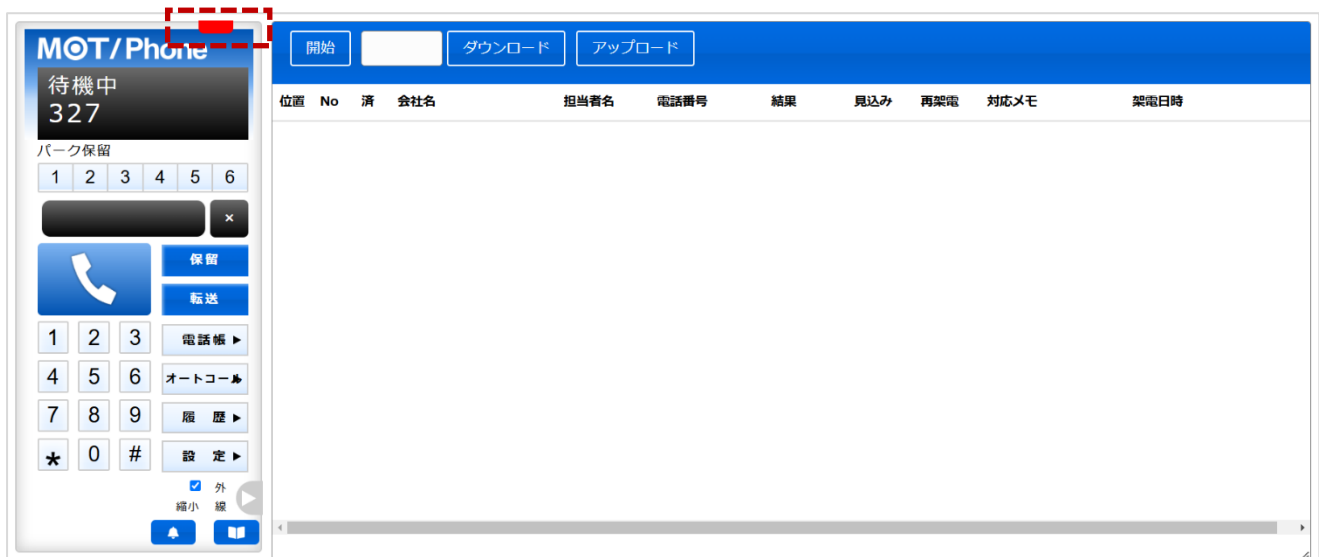 MOT/Phone
待機中
327
パーク保留
1 2 3 4 5 6
×
保留
転送
1 2 3
電話帳 ▶
4 5 6
オートコール
7 8 9
履 歴 ▶
* 0 #
設 定 ▶
外
縮小 線
開始
ダウンロード
アップロード
位置 No 済 会社名 担当者名 電話番号 結果 見込み 再架電 対応メモ 架電日時